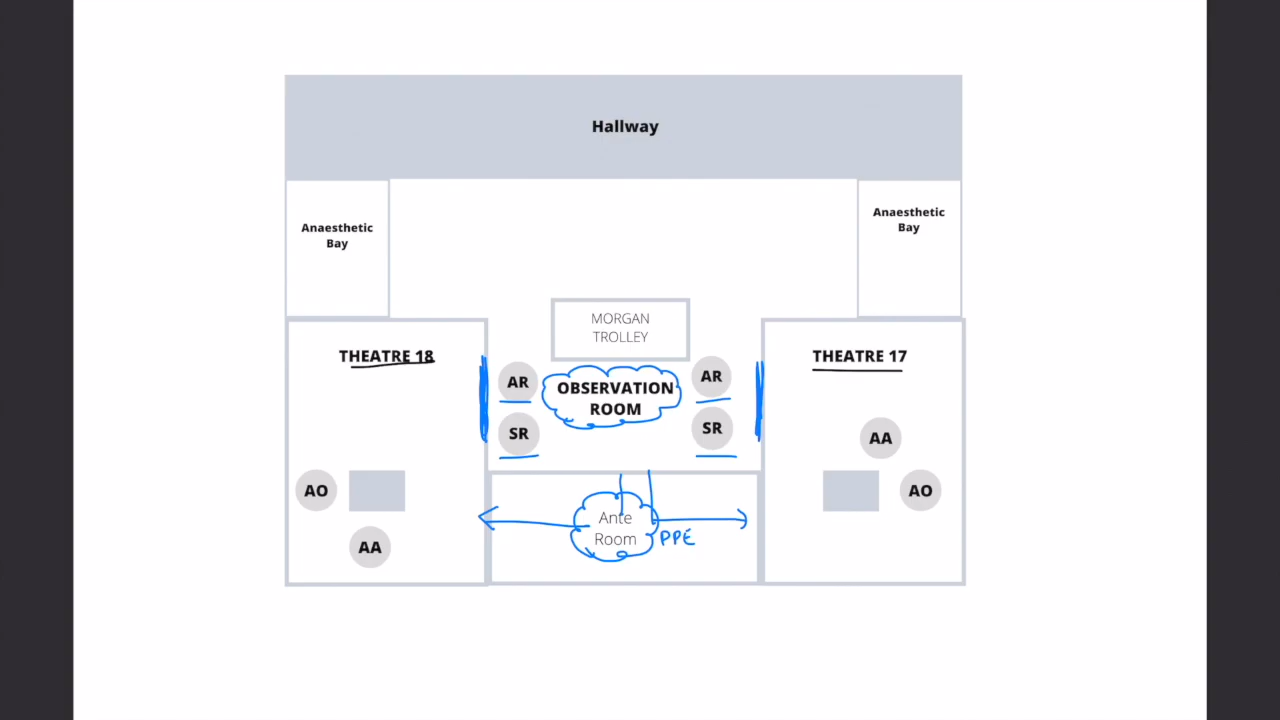 Hallway
Anaesthetic
Bay
Anaesthetic
Bay
MORGAN
TROLLEY
THEATRE 18
THEATRE 17
AR
OBSERVATION
ROOM
AR
SR
SR
AA
AO
AO
Ante
Room
PPE
AA